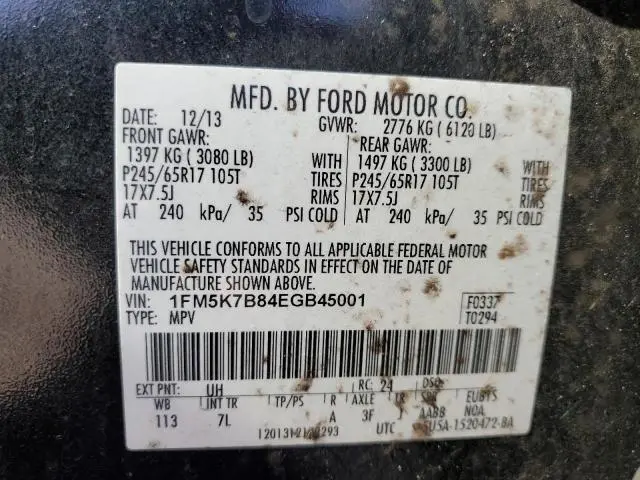 MFD. BY FORD MOTOR CO.
DATE: 12/13 GVWR: 2776 KG ( 6120 LB)
FRONT GAWR: REAR GAWR:
1397 KG ( 3080 LB) WITH 1497 KG ( 3300 LB) WITH
P245/65R17 105T TIRES P245/65R17 105T TIRES
17X7.5J RIMS 17X7.5J RIMS
AT 240 kPa/ 35 PSI COLD AT 240 kPa/ 35 PSI COLD
THIS VEHICLE CONFORMS TO ALL APPLICABLE FEDERAL MOTOR
VEHICLE SAFETY STANDARDS IN EFFECT ON THE DATE OF
MANUFACTURE SHOWN ABOVE.
VIN: 1FM5K7B84EGB45001 F0337
TYPE: MPV T0294
EXT PNT: UH RC: 24 DSO:
WB INT TR TP/PS R AXLE TR SPR EUBTS
113 7L A 3F J AABB NOA
UTC